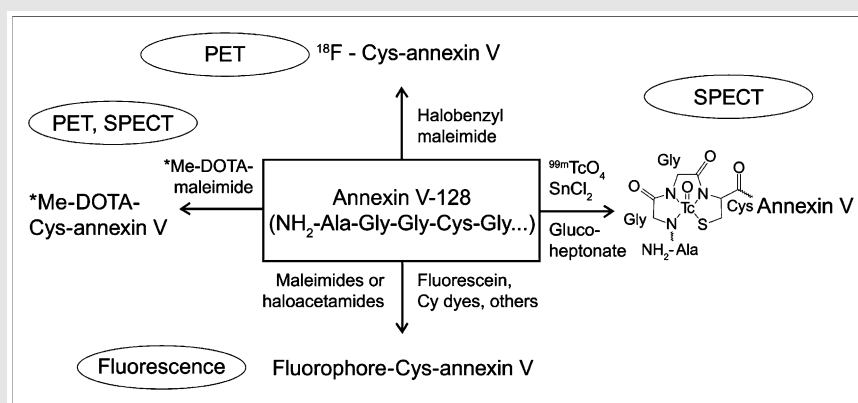 PET
¹⁸F - Cys-annexin V
SPECT
PET, SPECT
Halobenzyl
maleimide
*Me-DOTA-
maleimide
⁹⁹ᵐTcO₄
SnCl₂
Gluco-
heptonate
*Me-DOTA-
Cys-annexin V
Annexin V-128
(NH₂-Ala-Gly-Gly-Cys-Gly...)
Gly
O
O
O
O
N
N
Tc
Cys
Annexin V
Gly
N
S
NH₂-Ala
Maleimides or
haloacetamides
Fluorescein,
Cy dyes, others
Fluorescence
Fluorophore-Cys-annexin V